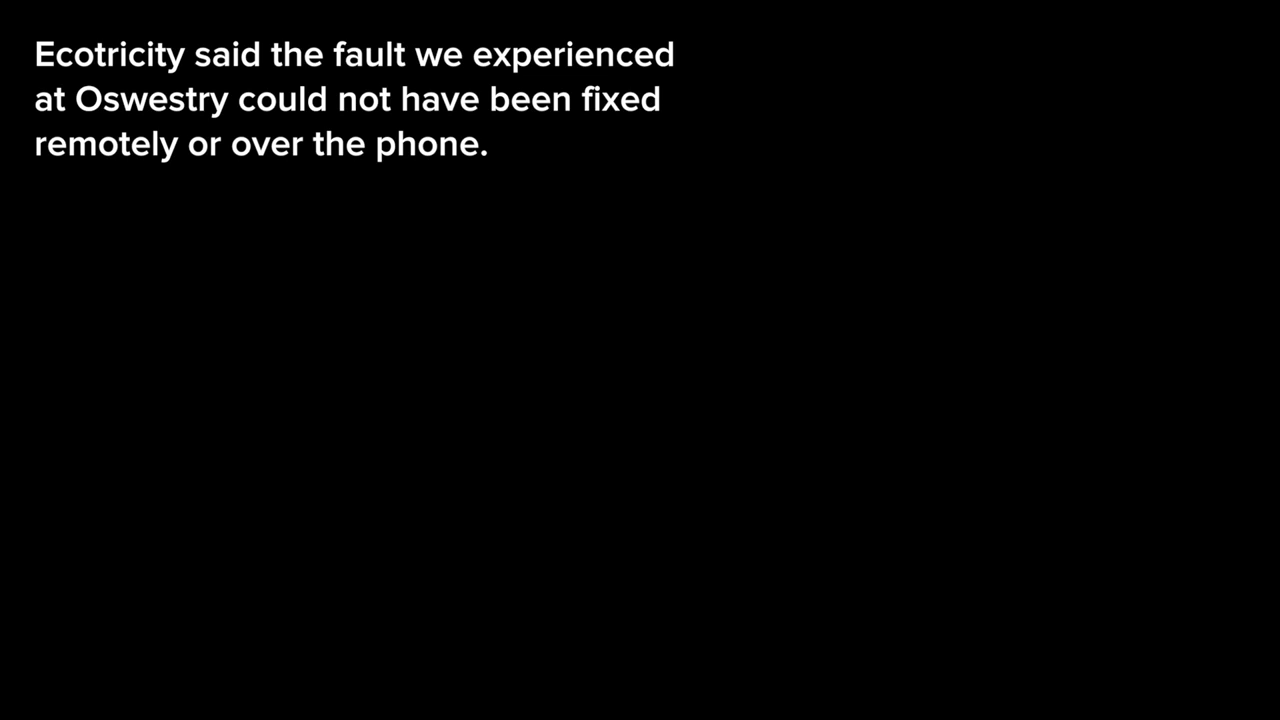 Ecotricity said the fault we experienced
at Oswestry could not have been fixed
remotely or over the phone.